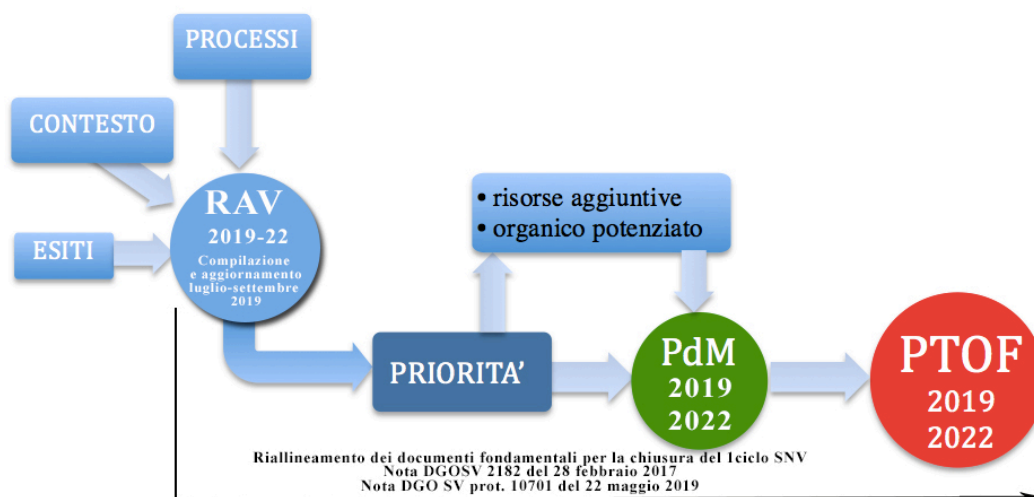 PROCESSI
CONTESTO
ESITI
RAV
2019-22
Compilazione
e aggiornamento
luglio-settembre
2019
• risorse aggiuntive
• organico potenziato
PRIORITA’
PdM
2019
2022
PTOF
2019
2022
Riallineamento dei documenti fondamentali per la chiusura del 1ciclo SNV
Nota DGOSV 2182 del 28 febbraio 2017
Nota DGO SV prot. 10701 del 22 maggio 2019